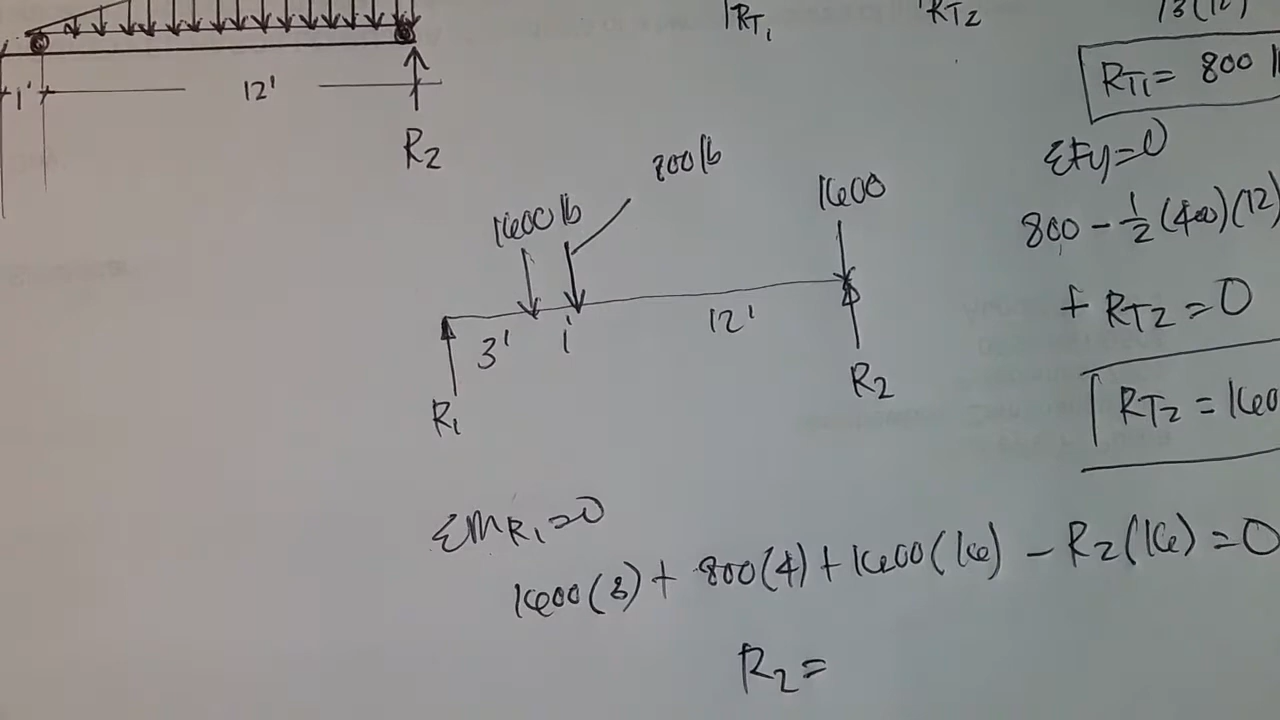 RT1 RT2 13(12)
1' 12'
RT1 = 800 l
R2
ΣFy=0
800 lb
1600 lb
1600
800 - 1/2 (400)(12)
+ RT2 = 0
3' 1' 12'
R1
R2
RT2 = 1600
ΣMR1=0
1600(3) + 800(4) + 1600(16) - R2(16) = 0
R2 =